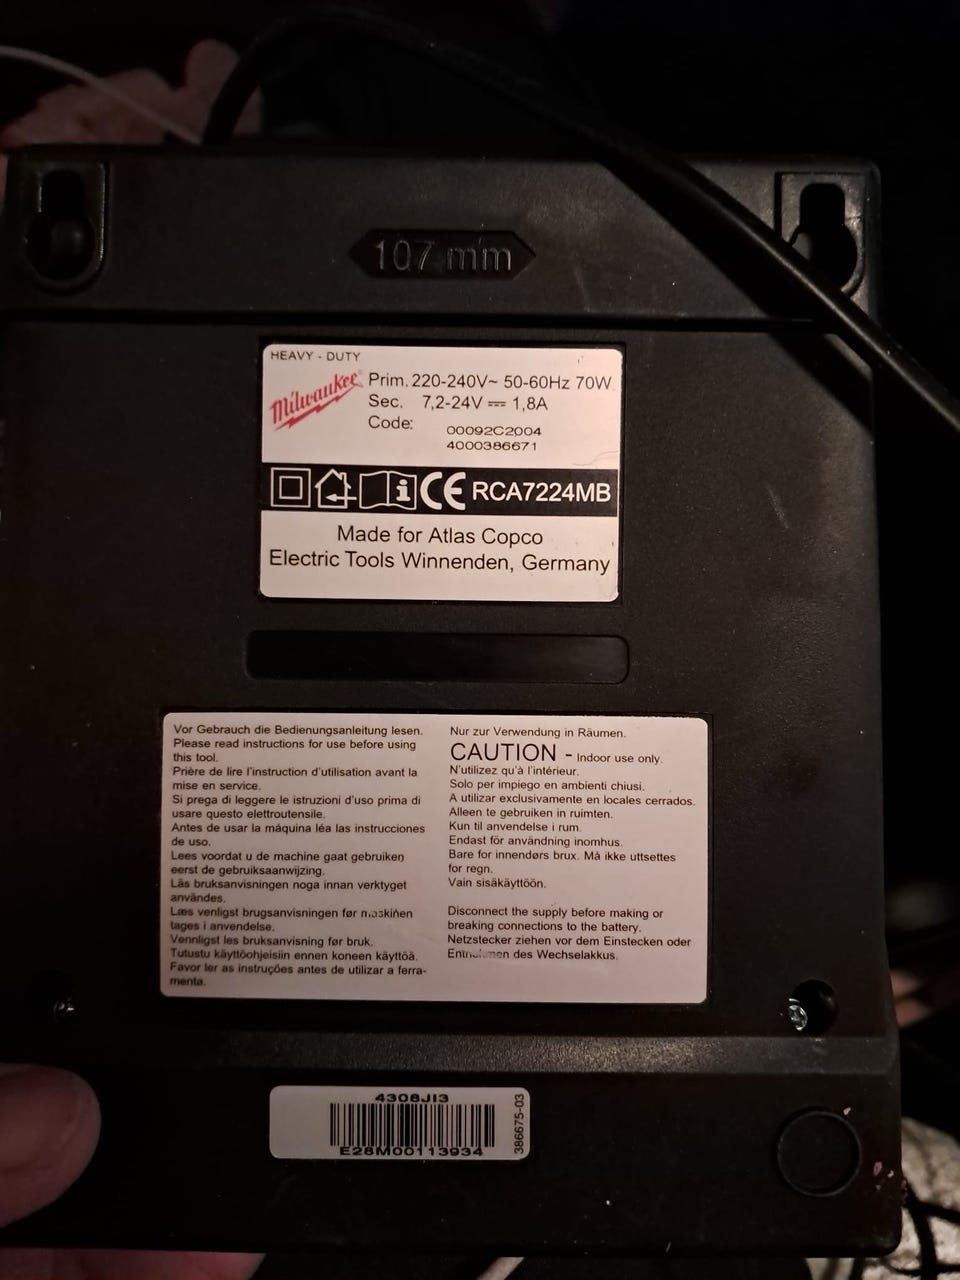 107 mm
HEAVY - DUTY
Milwaukee
Prim. 220-240V~ 50-60Hz 70W
Sec. 7,2-24V ⎓ 1,8A
Code: 00092C2004
4000386671
CE RCA7224MB
Made for Atlas Copco
Electric Tools Winnenden, Germany
Vor Gebrauch die Bedienungsanleitung lesen.
Please read instructions for use before using
this tool.
Prière de lire l'instruction d'utilisation avant la
mise en service.
Si prega di leggere le istruzioni d'uso prima di
usare questo elettroutensile.
Antes de usar la máquina léa las instrucciones
de uso.
Lees voordat u de machine gaat gebruiken
eerst de gebruiksaanwijzing.
Läs bruksanvisningen noga innan verktyget
användes.
Læs venligst brugsanvisningen før maskinen
tages i anvendelse.
Vennligst les bruksanvisning før bruk.
Tutustu käyttöohjeisiin ennen koneen käyttöä.
Favor ler as instruções antes de utilizar a ferra-
menta.
Nur zur Verwendung in Räumen.
CAUTION - Indoor use only.
N'utilizez qu'à l'intérieur.
Solo per impiego en ambienti chiusi.
A utilizar exclusivamente en locales cerrados.
Alleen te gebruiken in ruimten.
Kun til anvendelse i rum.
Endast för användning inomhus.
Bare for innendørs brux. Må ikke uttsettes
for regn.
Vain sisäkäyttöön.
Disconnect the supply before making or
breaking connections to the battery.
Netzstecker ziehen vor dem Einstecken oder
des Wechselakkus.
4308JI3
E28M00113934
386675-03